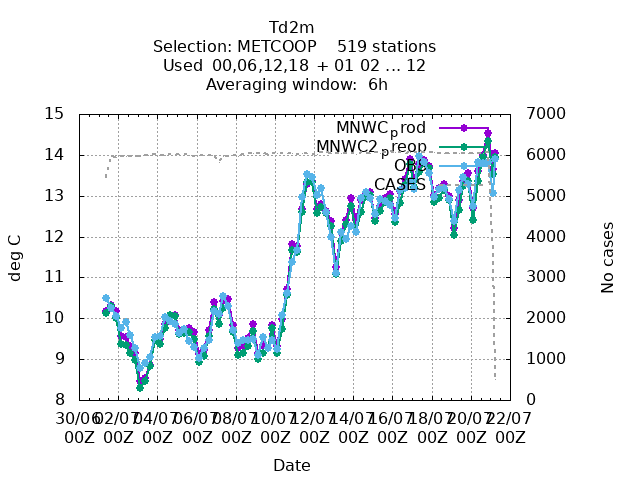 Td2m
Selection: METCOOP 519 stations
Used 00,06,12,18 + 01 02 ... 12
Averaging window: 6h
15
14
13
12
11
10
9
8
7000
6000
5000
4000
3000
2000
1000
0
MNWCprod
MNWC2preop
OBS
CASES
deg C
No cases
30/06 02/07 04/07 06/07 08/07 10/07 12/07 14/07 16/07 18/07 20/07 22/07
00Z 00Z 00Z 00Z 00Z 00Z 00Z 00Z 00Z 00Z 00Z 00Z
Date